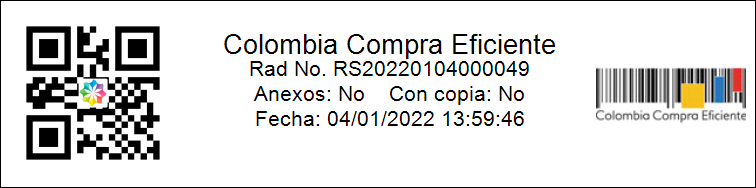 Colombia Compra Eficiente
Rad No. RS20220104000049
Anexos: No Con copia: No
Fecha: 04/01/2022 13:59:46
Colombia Compra Eficiente